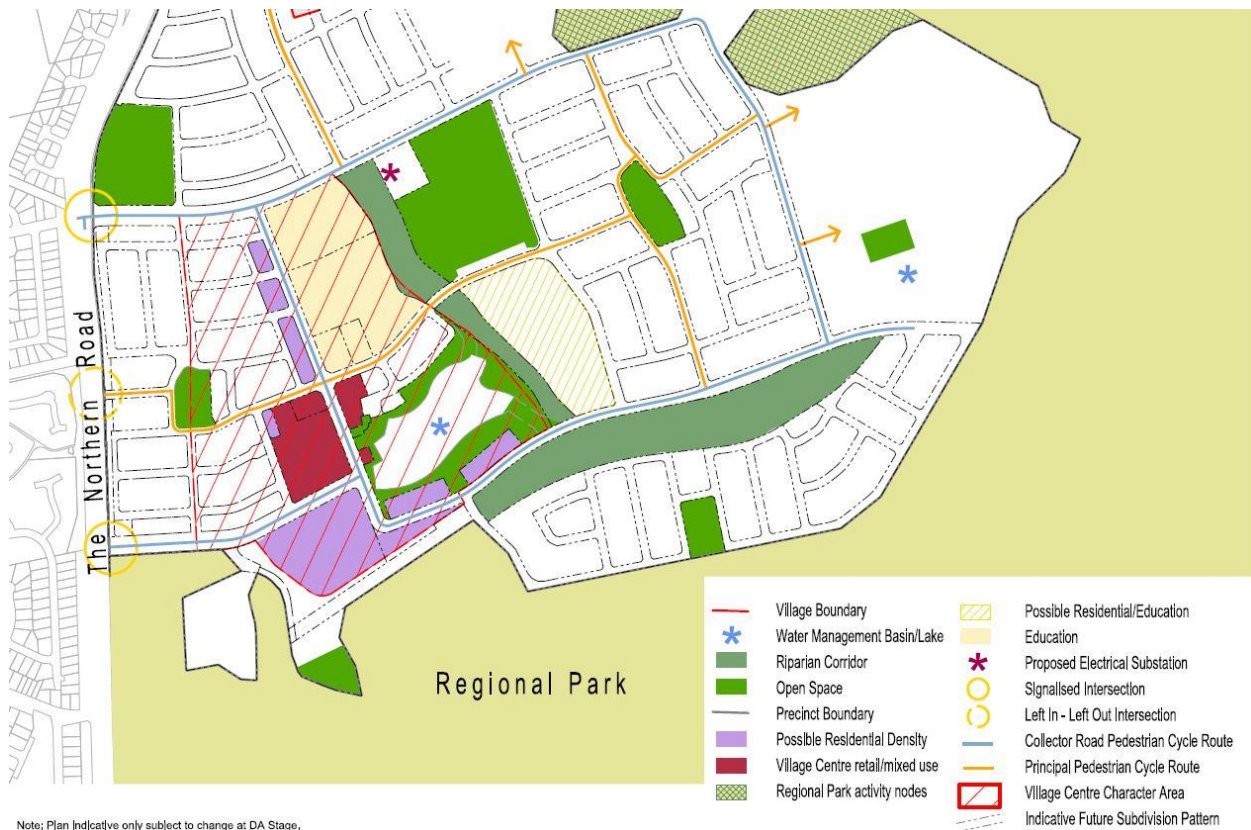 The Northern Road
Regional Park
Village Boundary
Water Management Basin/Lake
Riparian Corridor
Open Space
Precinct Boundary
Possible Residential Density
Village Centre retail/mixed use
Regional Park activity nodes
Possible Residential/Education
Education
Proposed Electrical Substation
Signalised Intersection
Left In - Left Out Intersection
Collector Road Pedestrian Cycle Route
Principal Pedestrian Cycle Route
Village Centre Character Area
Indicative Future Subdivision Pattern
Note; Plan indicative only subject to change at DA Stage,